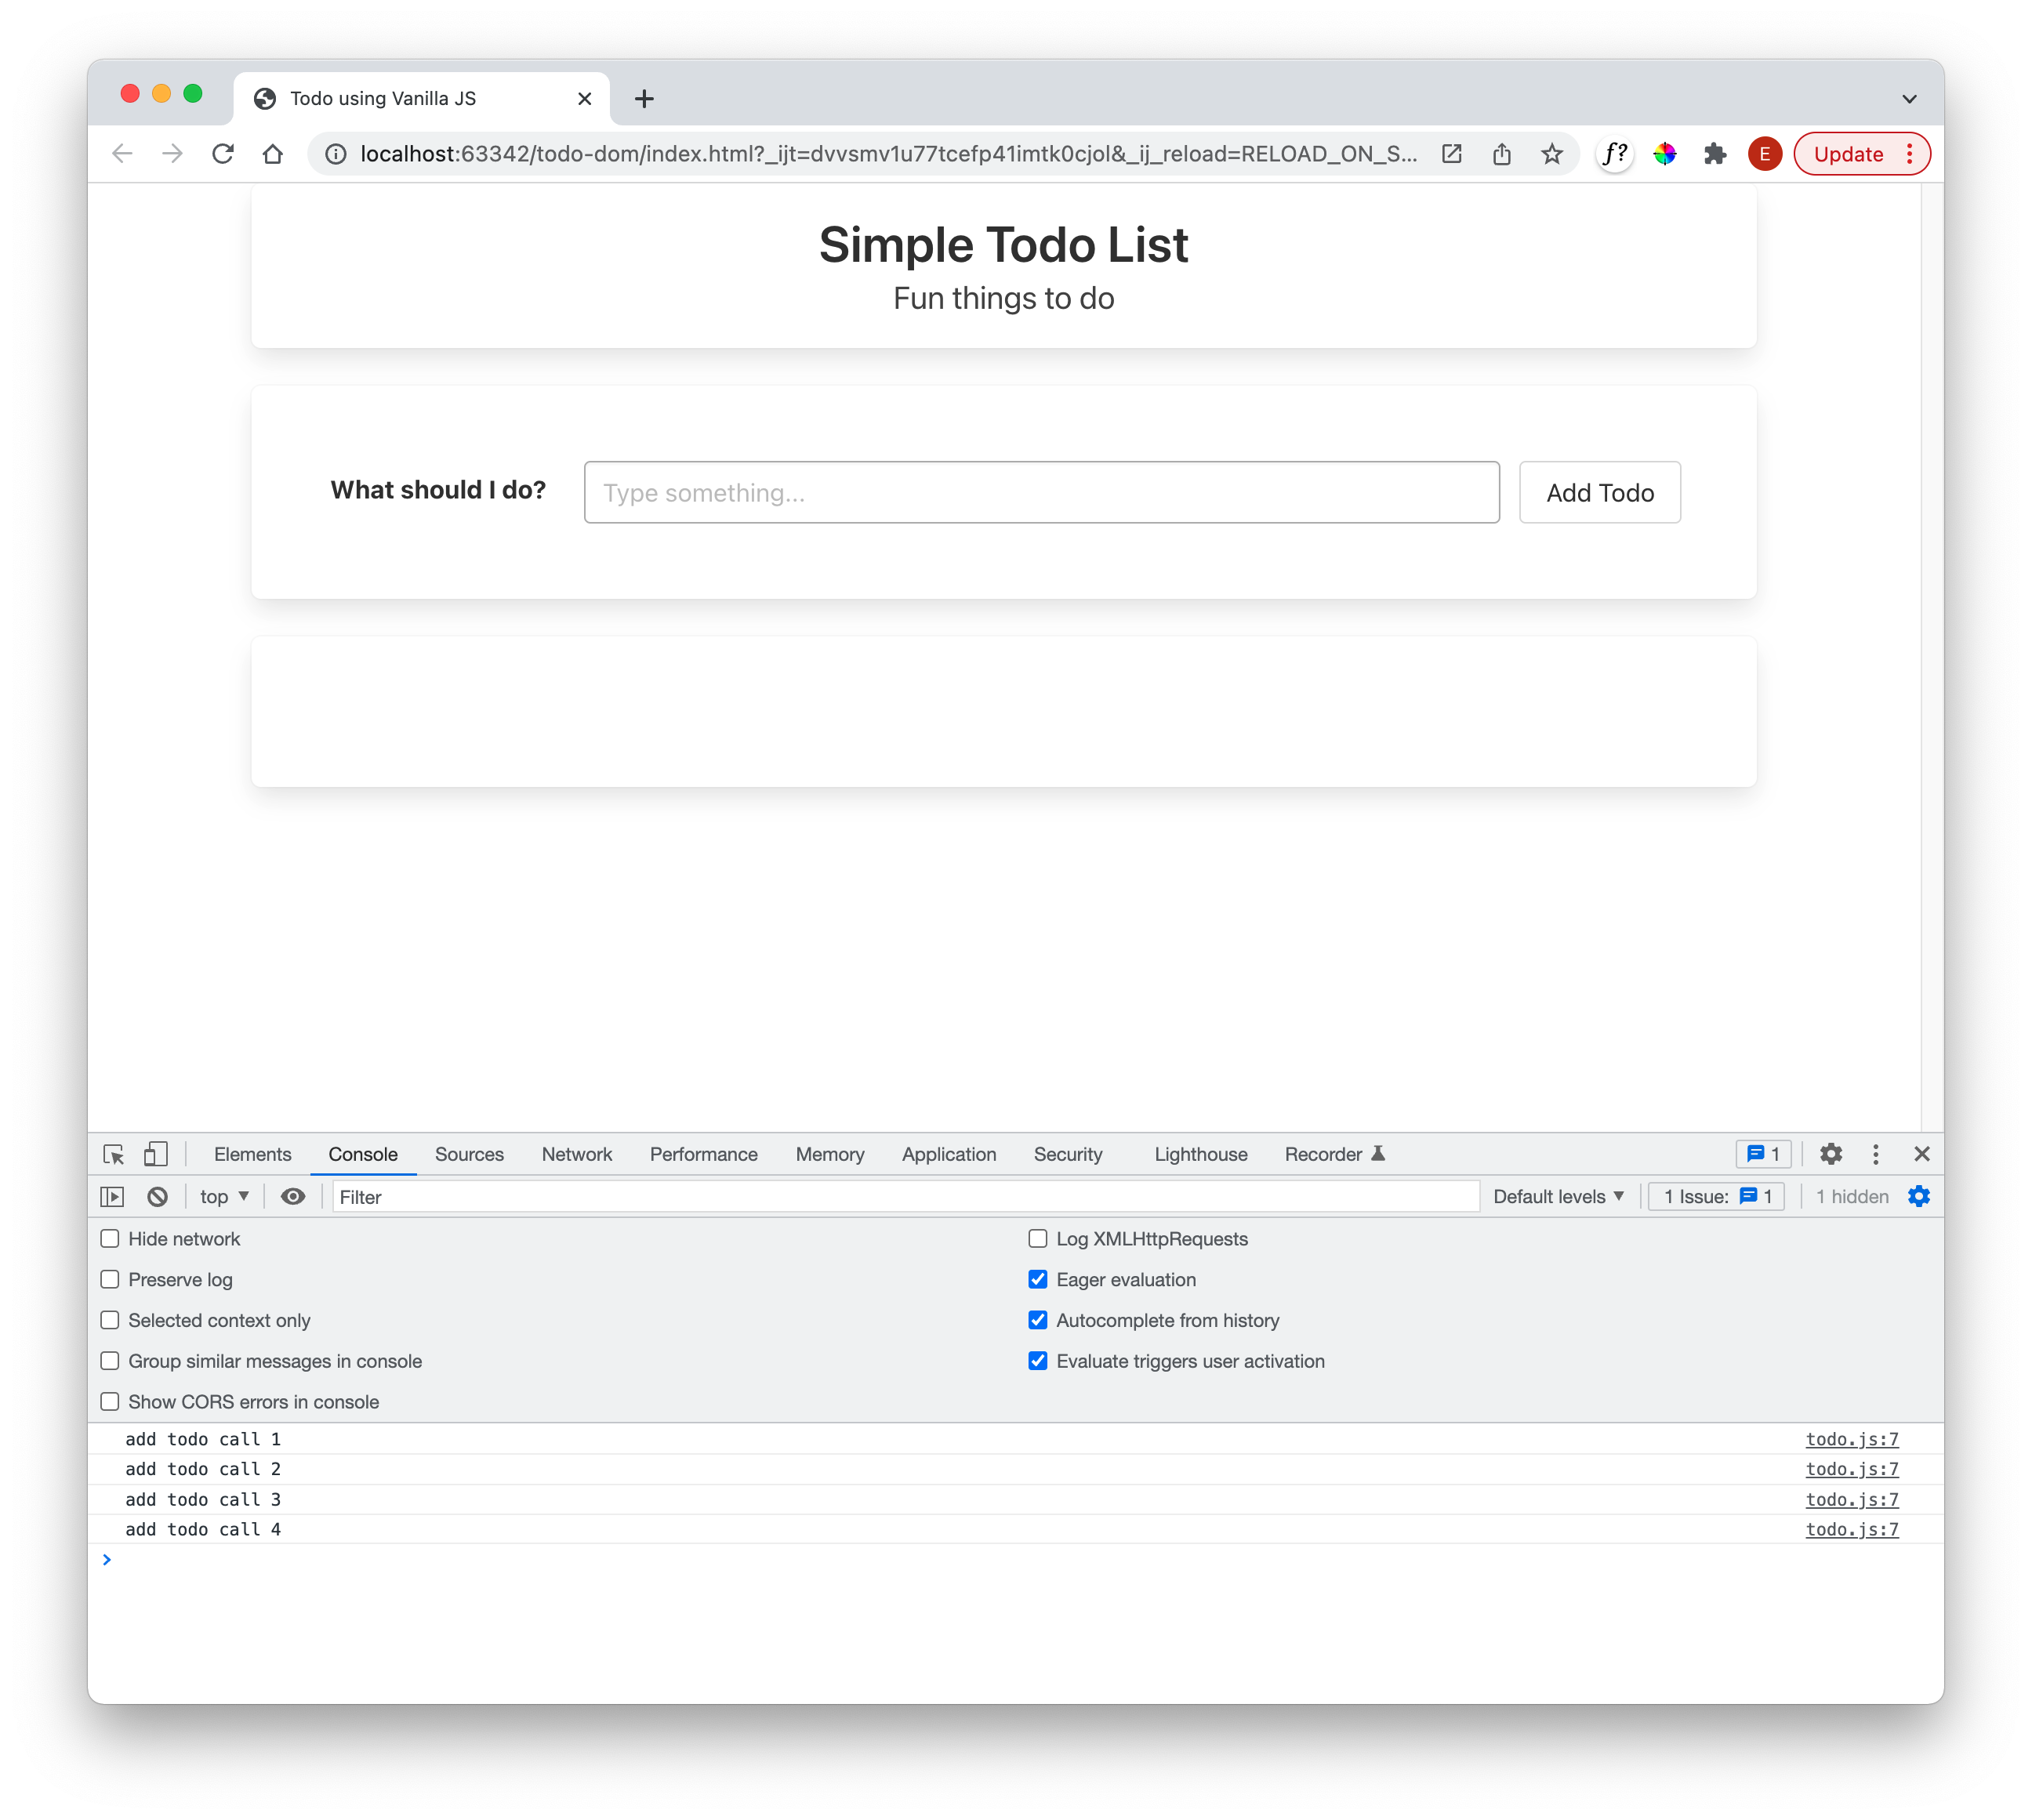 Todo using Vanilla JS
localhost:63342/todo-dom/index.html?_ijt=dvvsmv1u77tcefp41imtk0cjol&_ij_reload=RELOAD_ON_S...
f?
E
Update
Simple Todo List
Fun things to do
What should I do?
Type something...
Add Todo
Elements Console Sources Network Performance Memory Application Security Lighthouse Recorder 1
top Filter Default levels 1 Issue: 1 1 hidden
Hide network
Log XMLHttpRequests
Preserve log
Eager evaluation
Selected context only
Autocomplete from history
Group similar messages in console
Evaluate triggers user activation
Show CORS errors in console
add todo call 1 todo.js:7
add todo call 2 todo.js:7
add todo call 3 todo.js:7
add todo call 4 todo.js:7